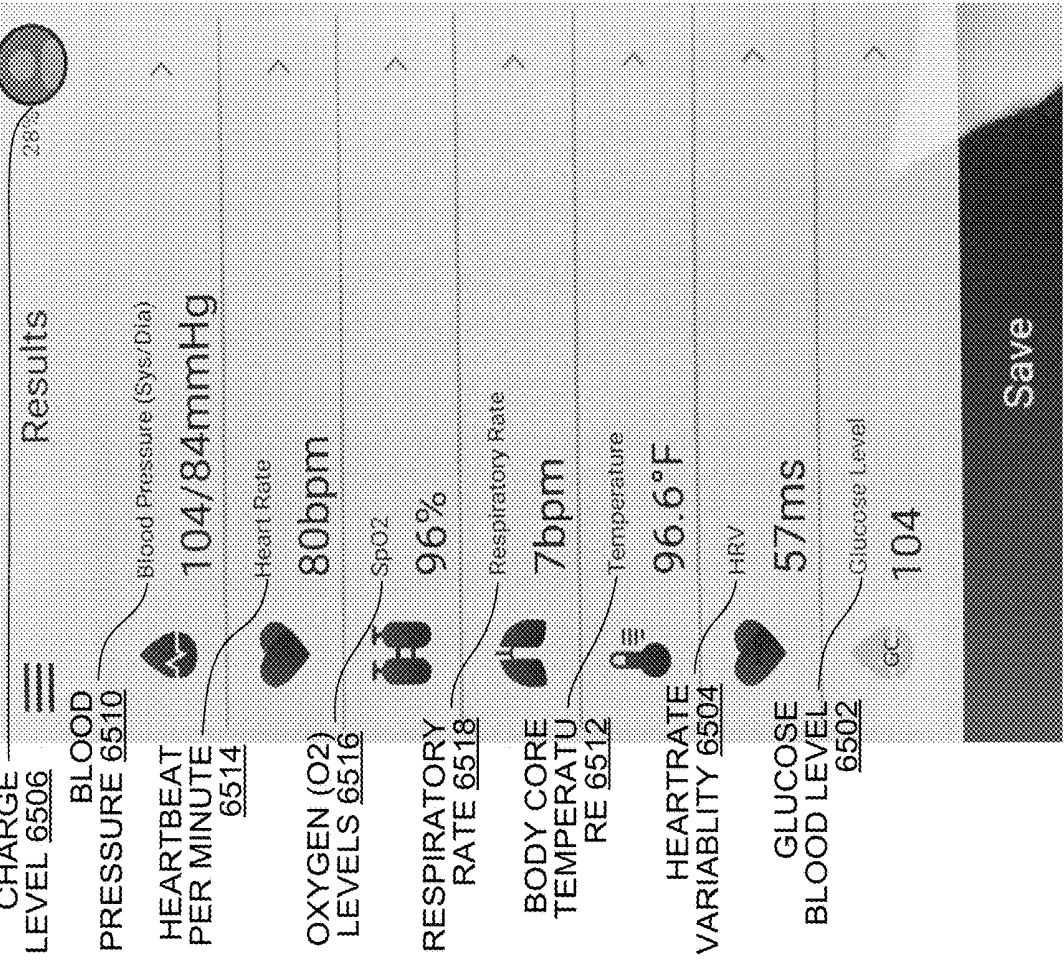 CHARGE
LEVEL 6506
Results
28%
BLOOD
PRESSURE 6510
Blood Pressure (Sys/Dia)
104/84mmHg
HEARTBEAT
PER MINUTE
6514
Heart Rate
80bpm
OXYGEN (O2)
LEVELS 6516
SpO2
96%
RESPIRATORY
RATE 6518
Respiratory Rate
7bpm
BODY CORE
TEMPERATU
RE 6512
Temperature
96.6°F
HEARTRATE
VARIABLITY 6504
HRV
57ms
GLUCOSE
BLOOD LEVEL
6502
Glucose Level
GC
104
Save